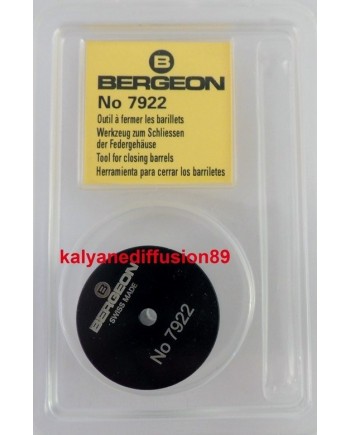 B
BERGEON
No 7922
Outil à fermer les barillets
Werkzeug zum Schliessen
der Federgehäuse
Tool for closing barrels
Herramienta para cerrar los barriletes
kalyanediffusion89
B
BERGEON
SWISS MADE
No 7922